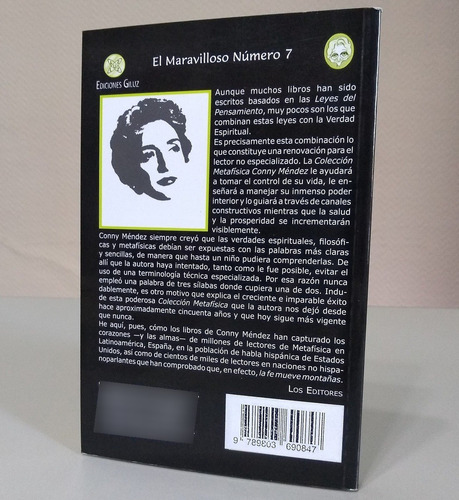 El Maravilloso Número 7
EDICIONES GILUZ
Aunque muchos libros han sido
escritos basados en las Leyes del
Pensamiento, muy pocos son los que
combinan estas leyes con la Verdad
Espiritual.
Es precisamente esta combinación lo
que constituye una renovación para el
lector no especializado. La Colección
Metafísica Conny Méndez le ayudará
a tomar el control de su vida, le en-
señará a manejar su inmenso poder
interior y lo guiará a través de canales
constructivos mientras que la salud
y la prosperidad se incrementarán
visiblemente.
Conny Méndez siempre creyó que las verdades espirituales, filosófi-
cas y metafísicas debían ser expuestas con las palabras más claras
y sencillas, de manera que hasta un niño pudiera comprenderlas. De
allí que la autora haya intentado, tanto como le fue posible, evitar el
uso de una terminología técnica especializada. Por esa razón nunca
empleó una palabra de tres sílabas donde cupiera una de dos. Indu-
dablemente, es otro motivo que explica el creciente e imparable éxito
de esta poderosa Colección Metafísica que la autora nos dejó desde
hace aproximadamente cincuenta años y que hoy sigue más vigente
que nunca.
He aquí, pues, cómo los libros de Conny Méndez han capturado los
corazones —y las almas— de millones de lectores de Metafísica en
Latinoamérica, España, en la población de habla hispánica de Estados
Unidos, así como de cientos de miles de lectores en naciones no hispa-
noparlantes que han comprobado que, en efecto, la fe mueve montañas.
LOS EDITORES
9 789803 690847